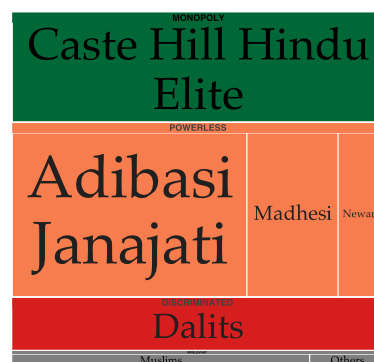 MONOPOLY
Caste Hill Hindu
Elite
POWERLESS
Adibasi
Janajati
Madhesi
Newar
DISCRIMINATED
Dalits
Muslims
Others